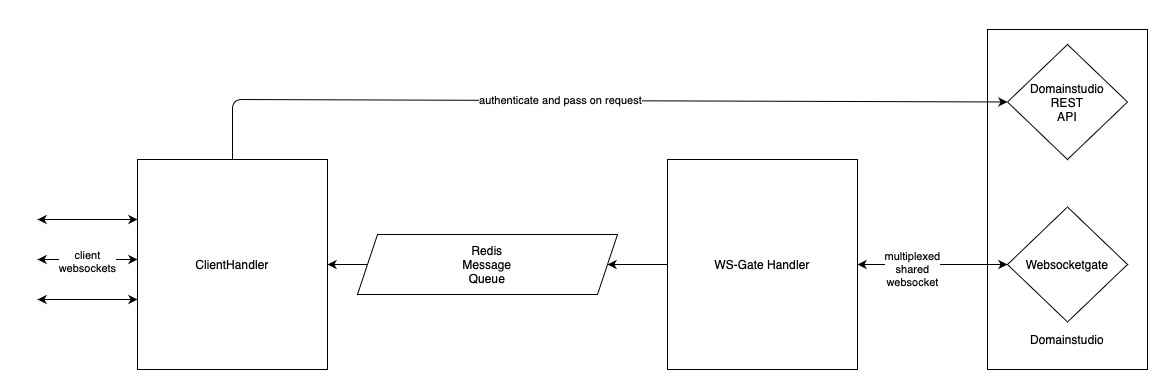 authenticate and pass on request
Domainstudio
REST
API
client
websockets
ClientHandler
Redis
Message
Queue
WS-Gate Handler
multiplexed
shared
websocket
Websocketgate
Domainstudio